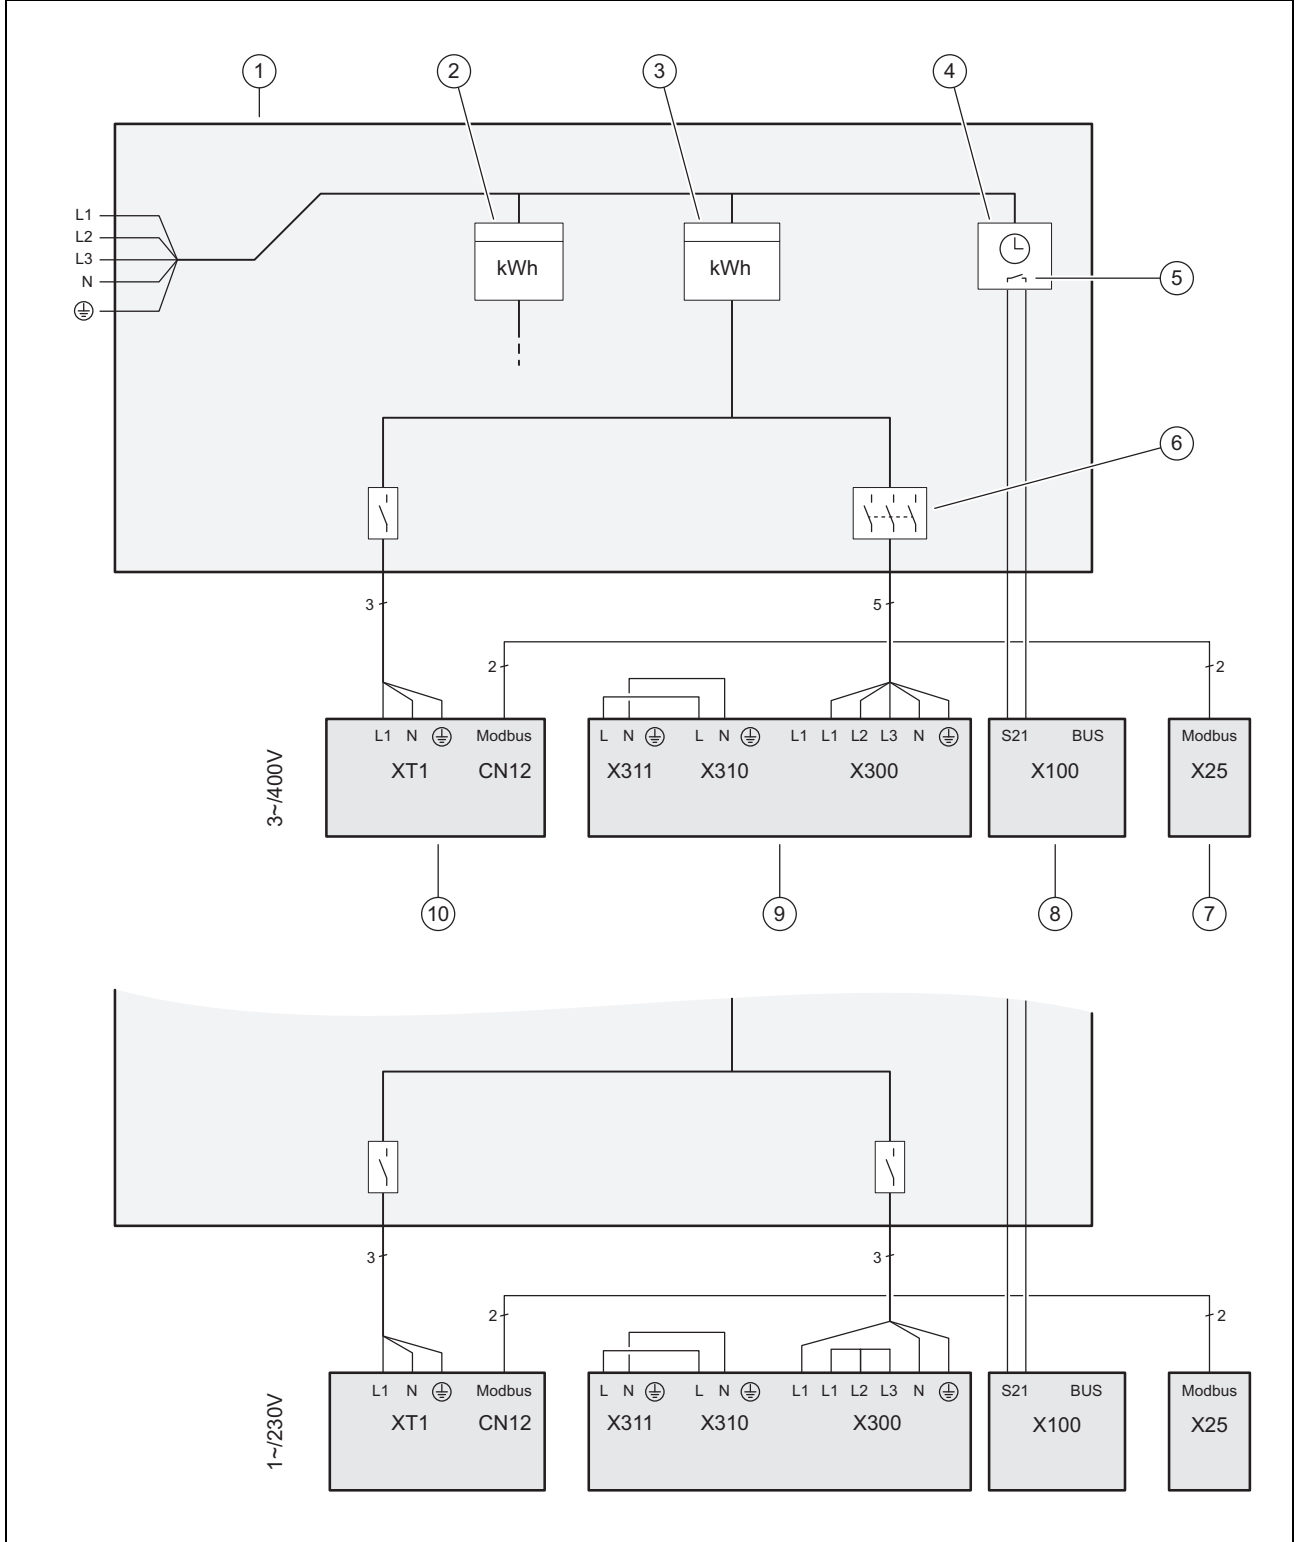 1 2 3 4
L1
L2
L3
N
kWh kWh
5
6
3 5
2 2
3~/400V
L1 N Modbus
XT1 CN12
L N L N L1 L1 L2 L3 N
X311 X310 X300
S21 BUS
X100
Modbus
X25
10 9 8 7
3 3
2 2
1~/230V
L1 N Modbus
XT1 CN12
L N L N L1 L1 L2 L3 N
X311 X310 X300
S21 BUS
X100
Modbus
X25